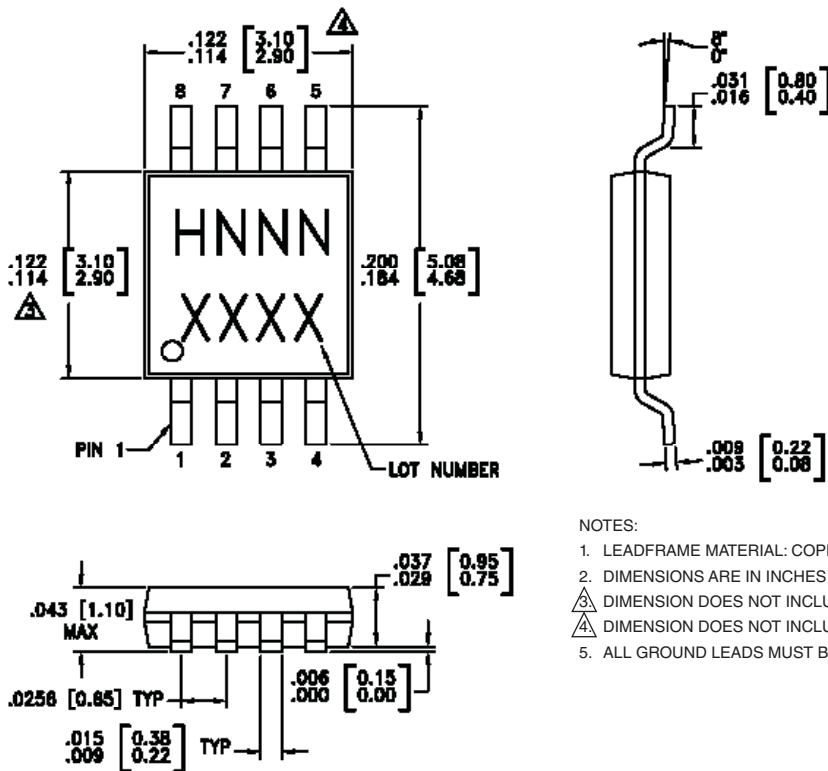 .122 [3.10] 4
.114 [2.90]
8 7 6 5
8°
0°
.031 [0.80]
.016 [0.40]
HNNN
XXXX
.122 [3.10]
.114 [2.90]
3
.200 [5.08]
.184 [4.68]
PIN 1
1 2 3 4
LOT NUMBER
.009 [0.22]
.003 [0.08]
.037 [0.95]
.029 [0.75]
.043 [1.10]
MAX
.0256 [0.65] TYP
.006 [0.15]
.000 [0.00]
.015 [0.38] TYP
.009 [0.22]
NOTES:
1. LEADFRAME MATERIAL:
2. DIMENSIONS ARE IN INCHES
3. DIMENSION DOES NOT
4. DIMENSION DOES NOT
5. ALL GROUND LEADS MUST